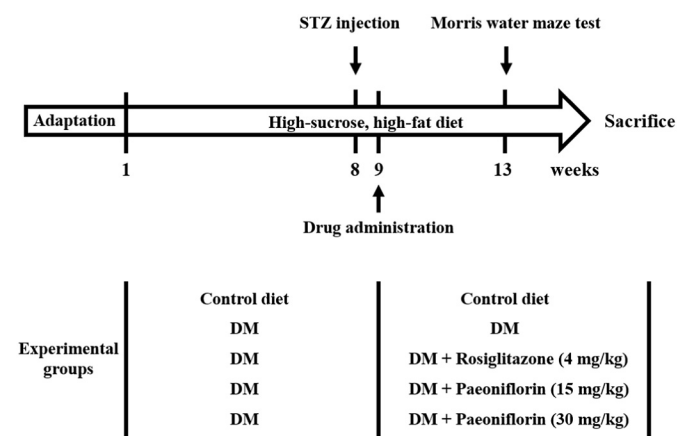 STZ injection Morris water maze test
Adaptation High-sucrose, high-fat diet Sacrifice
1 8 9 13 weeks
Drug administration
Control diet Control diet
DM DM
Experimental groups
DM DM + Rosiglitazone (4 mg/kg)
DM DM + Paeoniflorin (15 mg/kg)
DM DM + Paeoniflorin (30 mg/kg)